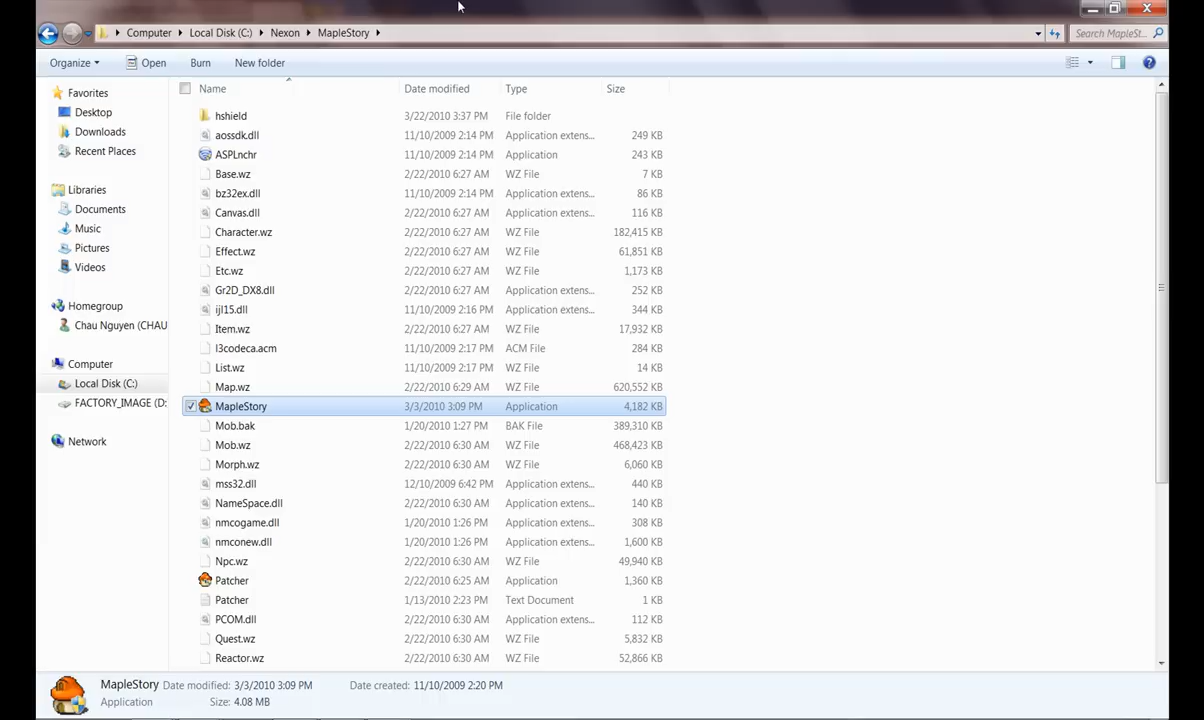 Computer Local Disk (C:) Nexon MapleStory
Search MapleSt...
Organize Open Burn New folder
Name Date modified Type Size
Favorites
Desktop
Downloads
Recent Places
Libraries
Documents
Music
Pictures
Videos
Homegroup
Chau Nguyen (CHAU
Computer
Local Disk (C:)
FACTORY_IMAGE (D:
Network
hshield 3/22/2010 3:37 PM File folder
aossdk.dll 11/10/2009 2:14 PM Application extens... 249 KB
ASPLnchr 11/10/2009 2:14 PM Application 243 KB
Base.wz 2/22/2010 6:27 AM WZ File 7 KB
bz32ex.dll 11/10/2009 2:14 PM Application extens... 86 KB
Canvas.dll 2/22/2010 6:27 AM Application extens... 116 KB
Character.wz 2/22/2010 6:27 AM WZ File 182,415 KB
Effect.wz 2/22/2010 6:27 AM WZ File 61,851 KB
Etc.wz 2/22/2010 6:27 AM WZ File 1,173 KB
Gr2D_DX8.dll 2/22/2010 6:27 AM Application extens... 252 KB
ijl15.dll 11/10/2009 2:16 PM Application extens... 344 KB
Item.wz 2/22/2010 6:27 AM WZ File 17,932 KB
l3codeca.acm 11/10/2009 2:17 PM ACM File 284 KB
List.wz 11/10/2009 2:17 PM WZ File 14 KB
Map.wz 2/22/2010 6:29 AM WZ File 620,552 KB
MapleStory 3/3/2010 3:09 PM Application 4,182 KB
Mob.bak 1/20/2010 1:27 PM BAK File 389,310 KB
Mob.wz 2/22/2010 6:30 AM WZ File 468,423 KB
Morph.wz 2/22/2010 6:30 AM WZ File 6,060 KB
mss32.dll 12/10/2009 6:42 PM Application extens... 440 KB
NameSpace.dll 2/22/2010 6:30 AM Application extens... 140 KB
nmcogame.dll 1/20/2010 1:26 PM Application extens... 308 KB
nmconew.dll 1/20/2010 1:26 PM Application extens... 1,600 KB
Npc.wz 2/22/2010 6:30 AM WZ File 49,940 KB
Patcher 2/22/2010 6:25 AM Application 1,360 KB
Patcher 1/13/2010 2:23 PM Text Document 1 KB
PCOM.dll 2/22/2010 6:30 AM Application extens... 112 KB
Quest.wz 2/22/2010 6:30 AM WZ File 5,832 KB
Reactor.wz 2/22/2010 6:30 AM WZ File 52,866 KB
MapleStory Date modified: 3/3/2010 3:09 PM Date created: 11/10/2009 2:20 PM
Application Size: 4.08 MB